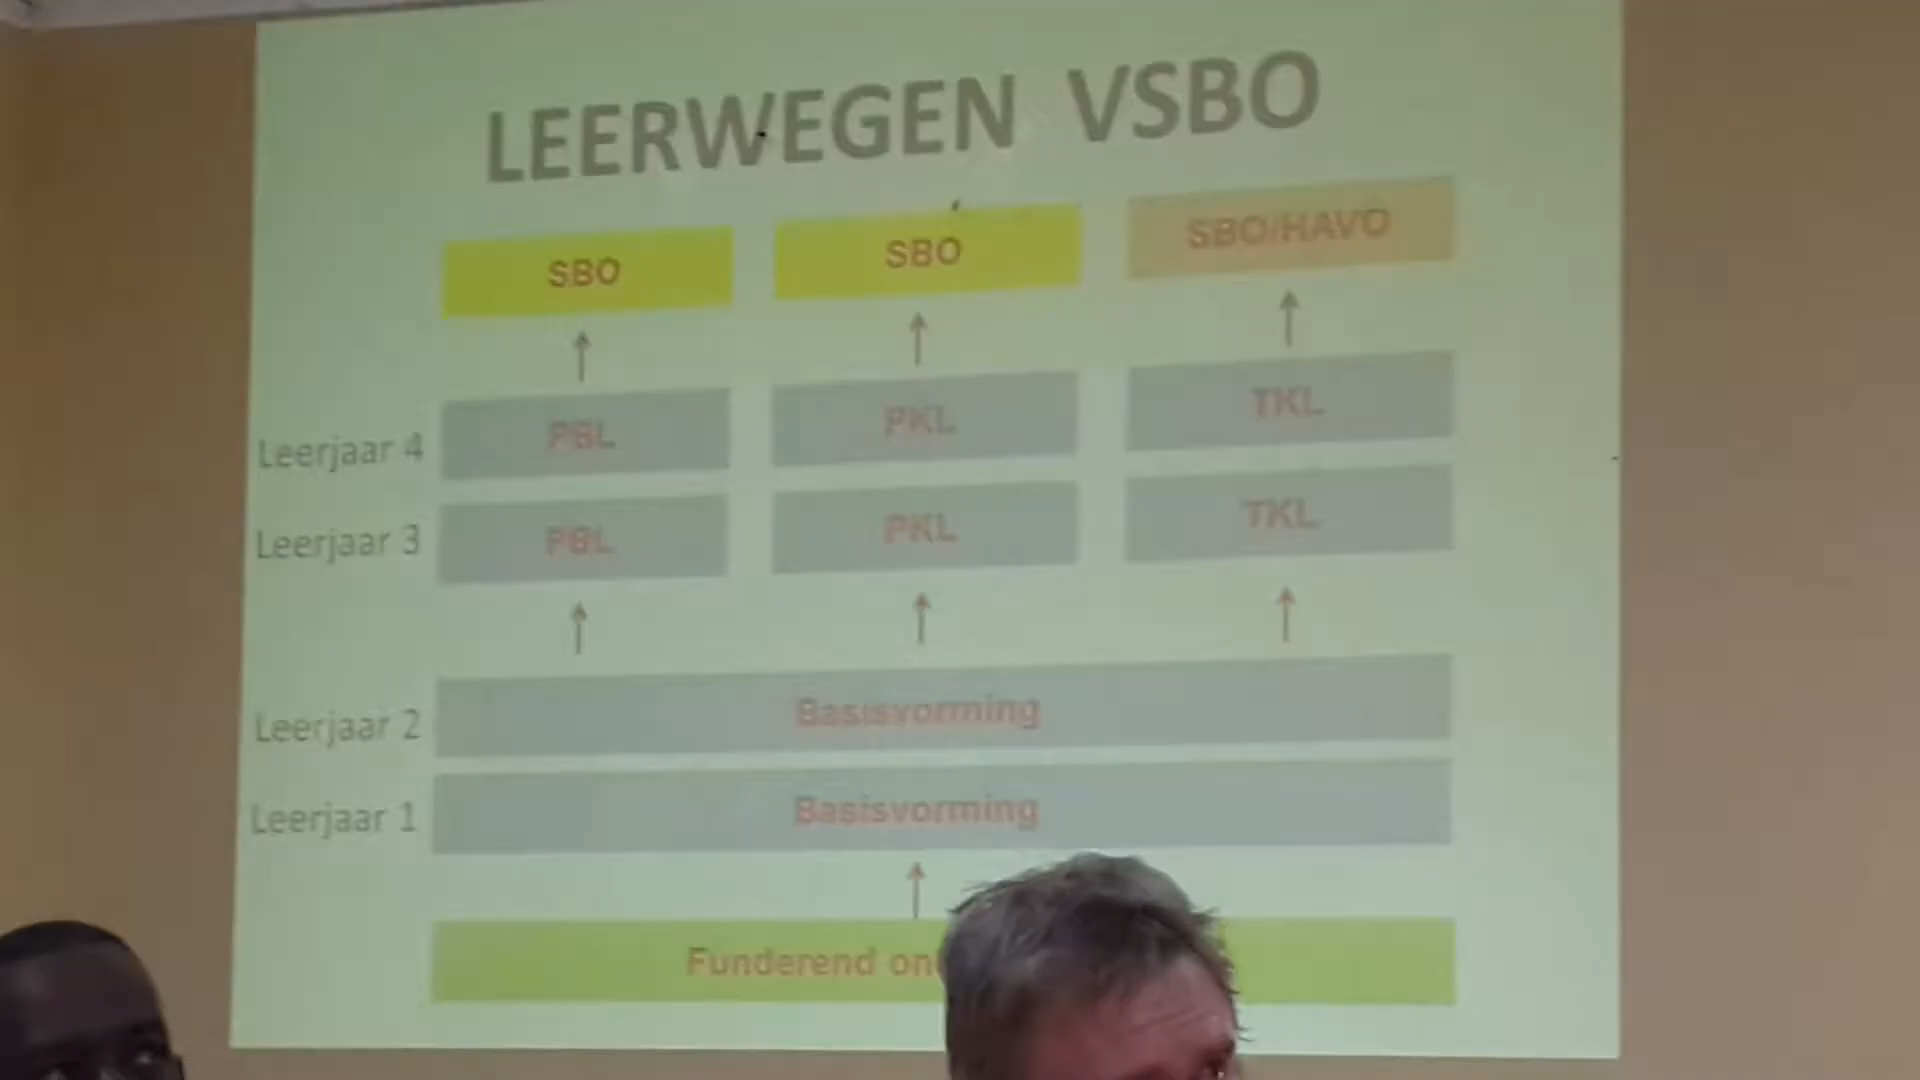 LEERWEGEN VSBO
SBO SBO SBO/HAVO
Leerjaar 4 PBL PKL TKL
Leerjaar 3 PBL PKL TKL
Leerjaar 2 Basisvorming
Leerjaar 1 Basisvorming
Funderend